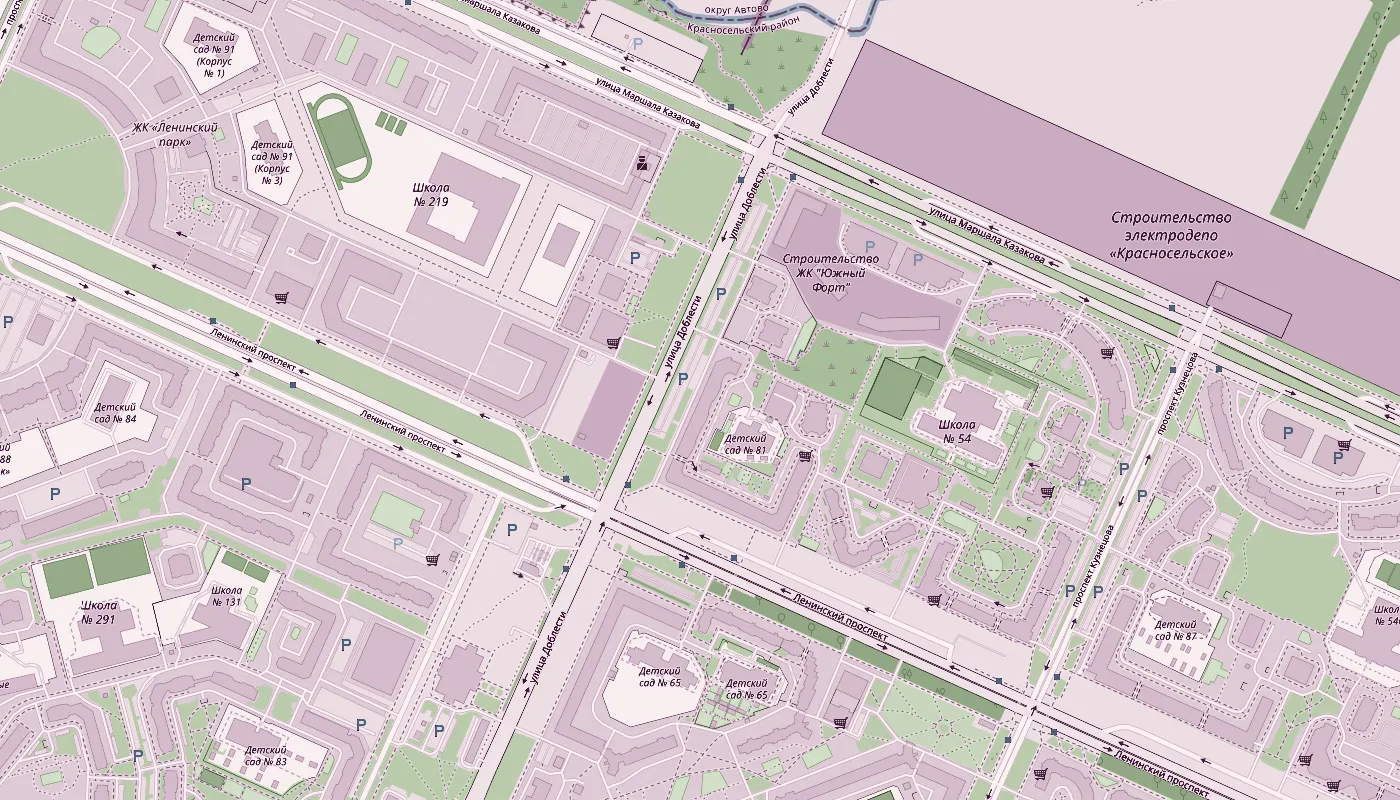 округ Автово
Красносельский район
улица Маршала Казакова
улица Маршала Казакова
улица Доблести
Детский
сад № 91
(Корпус
№ 1)
ЖК «Ленинский
парк»
Детский
сад № 91
(Корпус
№ 3)
Школа
№ 219
P
P
улица Доблести
улица Маршала Казакова
Строительство
электродепо
«Красносельское»
Строительство
ЖК "Южный
Форт"
P
P
P
P
улица Доблести
P
P
Ленинский проспект
Ленинский проспект
проспект Кузнецова
Детский
сад № 84
Детский
сад № 81
Школа
№ 54
P
P
88
P
P
P
P
P
P
проспект Кузнецова
Школа
№ 291
Школа
№ 131
P
P
P
Ленинский проспект
Детский
сад № 87
улица Доблести
Детский
сад № 65
Детский
сад № 65
P
P
P
Детский
сад № 83
Ленинский проспект